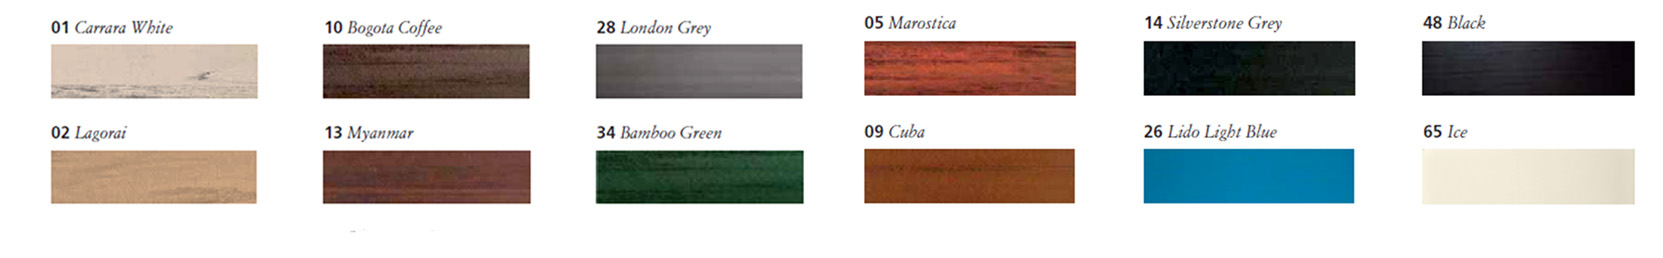 01 Carrara White
10 Bogota Coffee
28 London Grey
05 Marostica
14 Silverstone Grey
48 Black
02 Lagorai
13 Myanmar
34 Bamboo Green
09 Cuba
26 Lido Light Blue
65 Ice